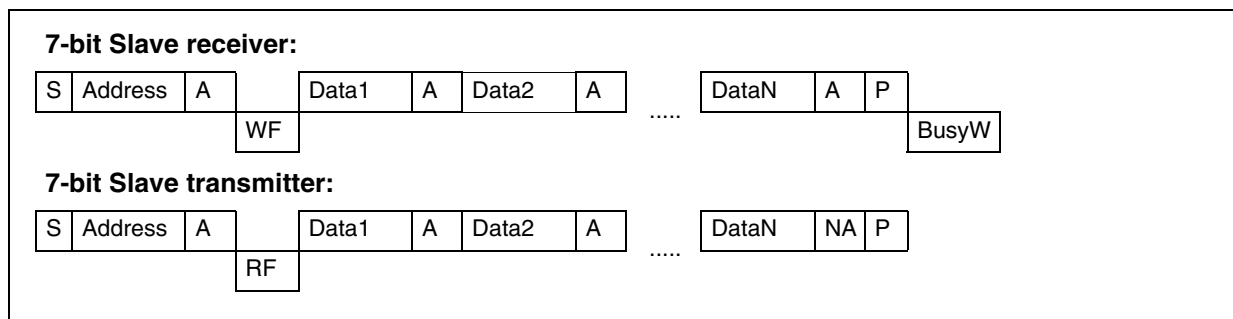 7-bit Slave receiver:
S Address A Data1 A Data2 A ..... DataN A P
WF BusyW
7-bit Slave transmitter:
S Address A Data1 A Data2 A ..... DataN NA P
RF